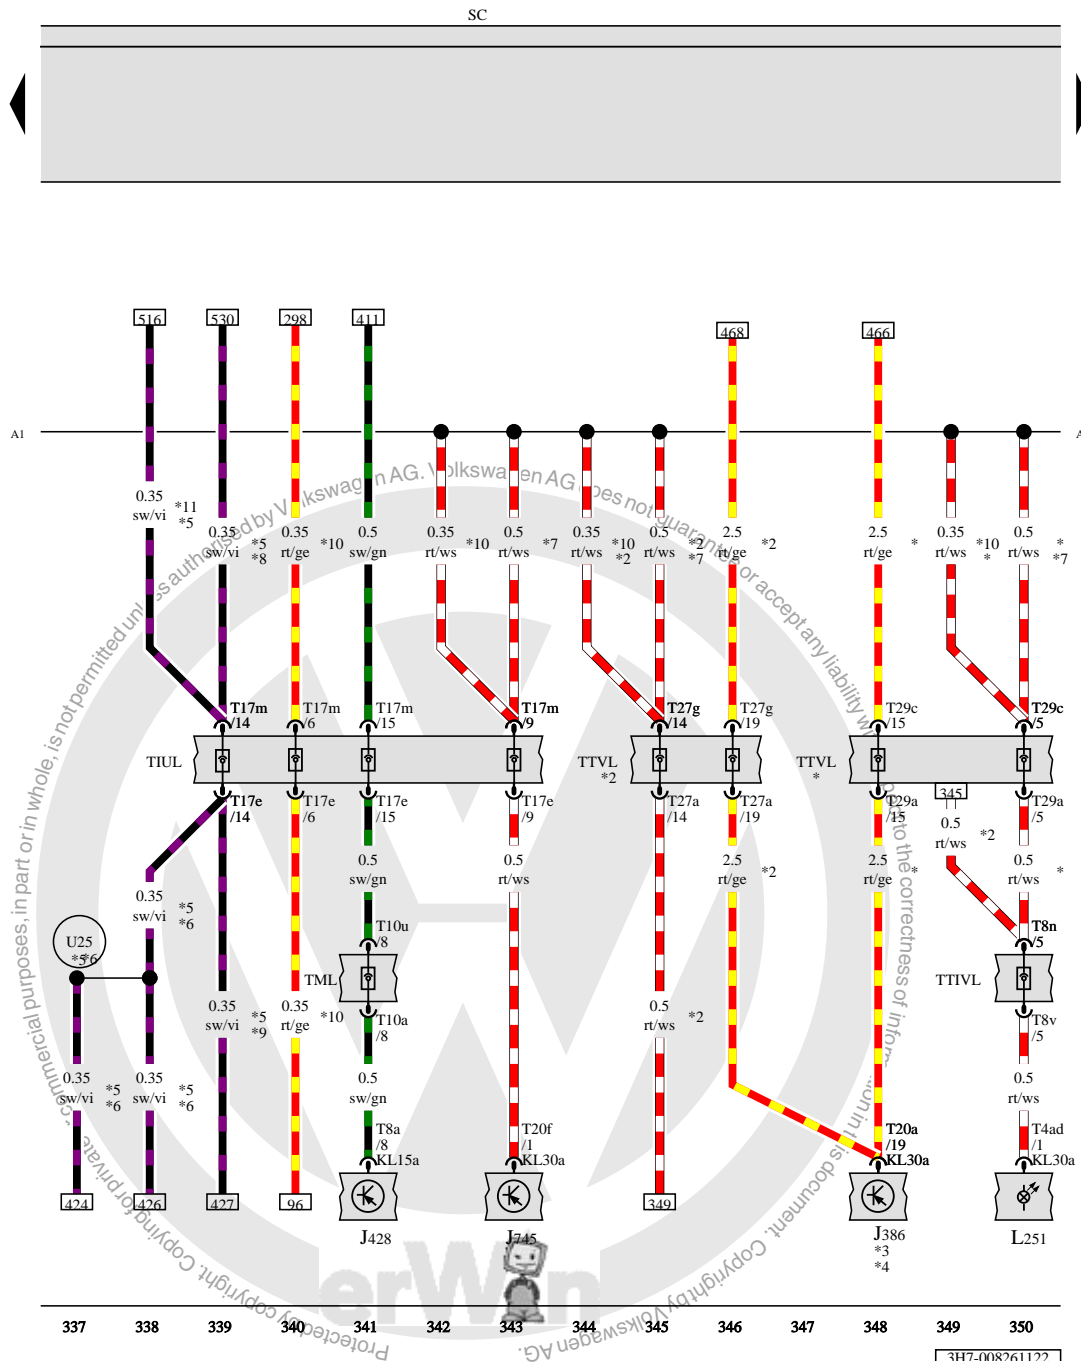 SC
516 530 298 411 468 466
A1 A
0.35 sw/vi *11 *5
0.35 sw/vi *5 *8
0.35 rt/ge *10
0.5 sw/gn
0.35 rt/ws *10
0.5 rt/ws *7
0.35 rt/ws *10 *2
0.5 rt/ws *2 *7
2.5 rt/ge *2
2.5 rt/ge *
0.35 rt/ws *10 *
0.5 rt/ws * *7
T17m /14
T17m /6
T17m /15
T17m /9
T27g /14
T27g /19
T29c /15
T29c /5
TIUL
TTVL *2
TTVL *
T17e /14
T17e /6
T17e /15
T17e /9
T27a /14
T27a /19
T29a /15
345
T29a /5
0.5 rt/ws *2
0.5 sw/gn
0.5 rt/ws
2.5 rt/ge *2
2.5 rt/ge *
0.5 rt/ws *
0.35 sw/vi *5 *6
U25 *5 *6
T10u /8
T8n /5
TML
TTIVL
0.35 sw/vi *5 *9
0.35 rt/ge *10
T10a /8
0.5 rt/ws *2
T8v /5
0.35 sw/vi *5 *6
0.35 sw/vi *5 *6
0.5 sw/gn
0.5 rt/ws
T8a /8 KL15a
T20f /1 KL30a
T20a /19 KL30a
T4ad /1 KL30a
424 426 427 96 349
J428
J745
J386 *3 *4
L251
erWin
337 338 339 340 341 342 343 344 345 346 347 348 349 350
3H7-008261122